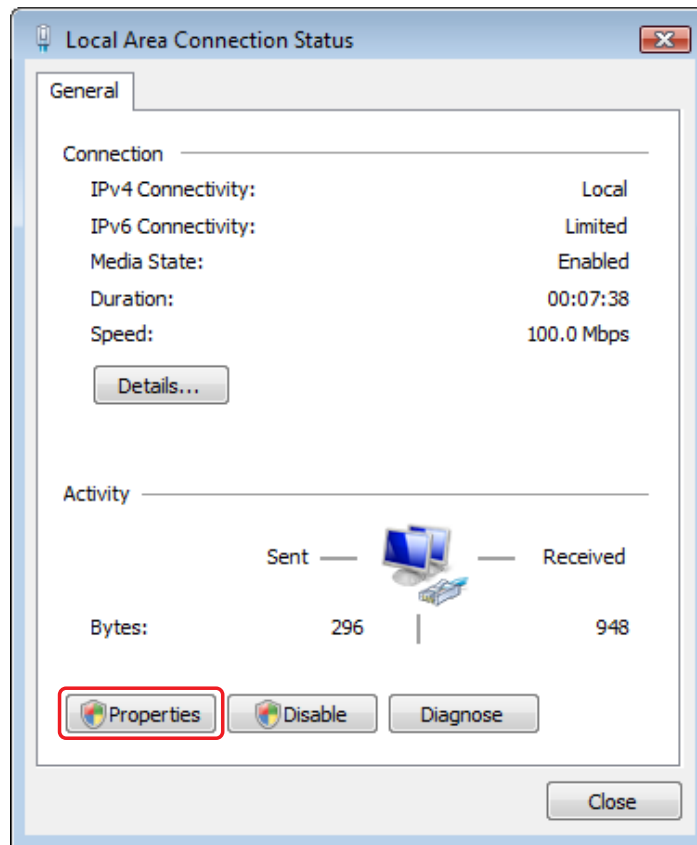 Local Area Connection Status
General
Connection
IPv4 Connectivity: Local
IPv6 Connectivity: Limited
Media State: Enabled
Duration: 00:07:38
Speed: 100.0 Mbps
Details...
Activity
Sent Received
Bytes: 296 948
Properties Disable Diagnose
Close